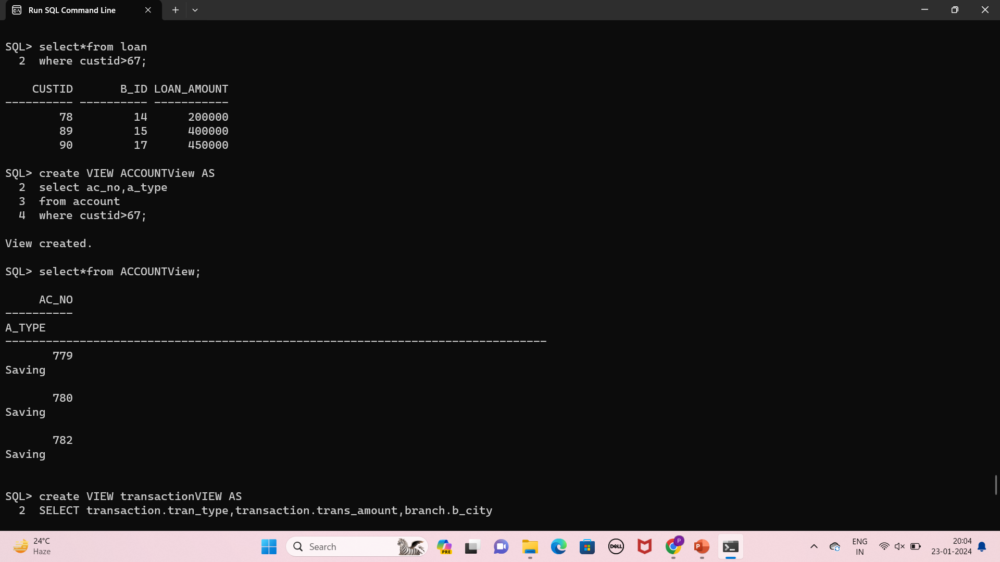 Run SQL Command Line
SQL> select*from loan
  2  where custid>67;
    CUSTID       B_ID LOAN_AMOUNT
---------- ---------- -----------
        78         14      200000
        89         15      400000
        90         17      450000
SQL> create VIEW ACCOUNTView AS
  2  select ac_no,a_type
  3  from account
  4  where custid>67;
View created.
SQL> select*from ACCOUNTView;
     AC_NO
----------
A_TYPE
--------------------------------------------------------------------------------
       779
Saving
       780
Saving
       782
Saving
SQL> create VIEW transactionVIEW AS
  2  SELECT transaction.tran_type,transaction.trans_amount,branch.b_city
24°C
Haze
Search
PRE
DELL
P
P
ENG
IN
20:04
23-01-2024